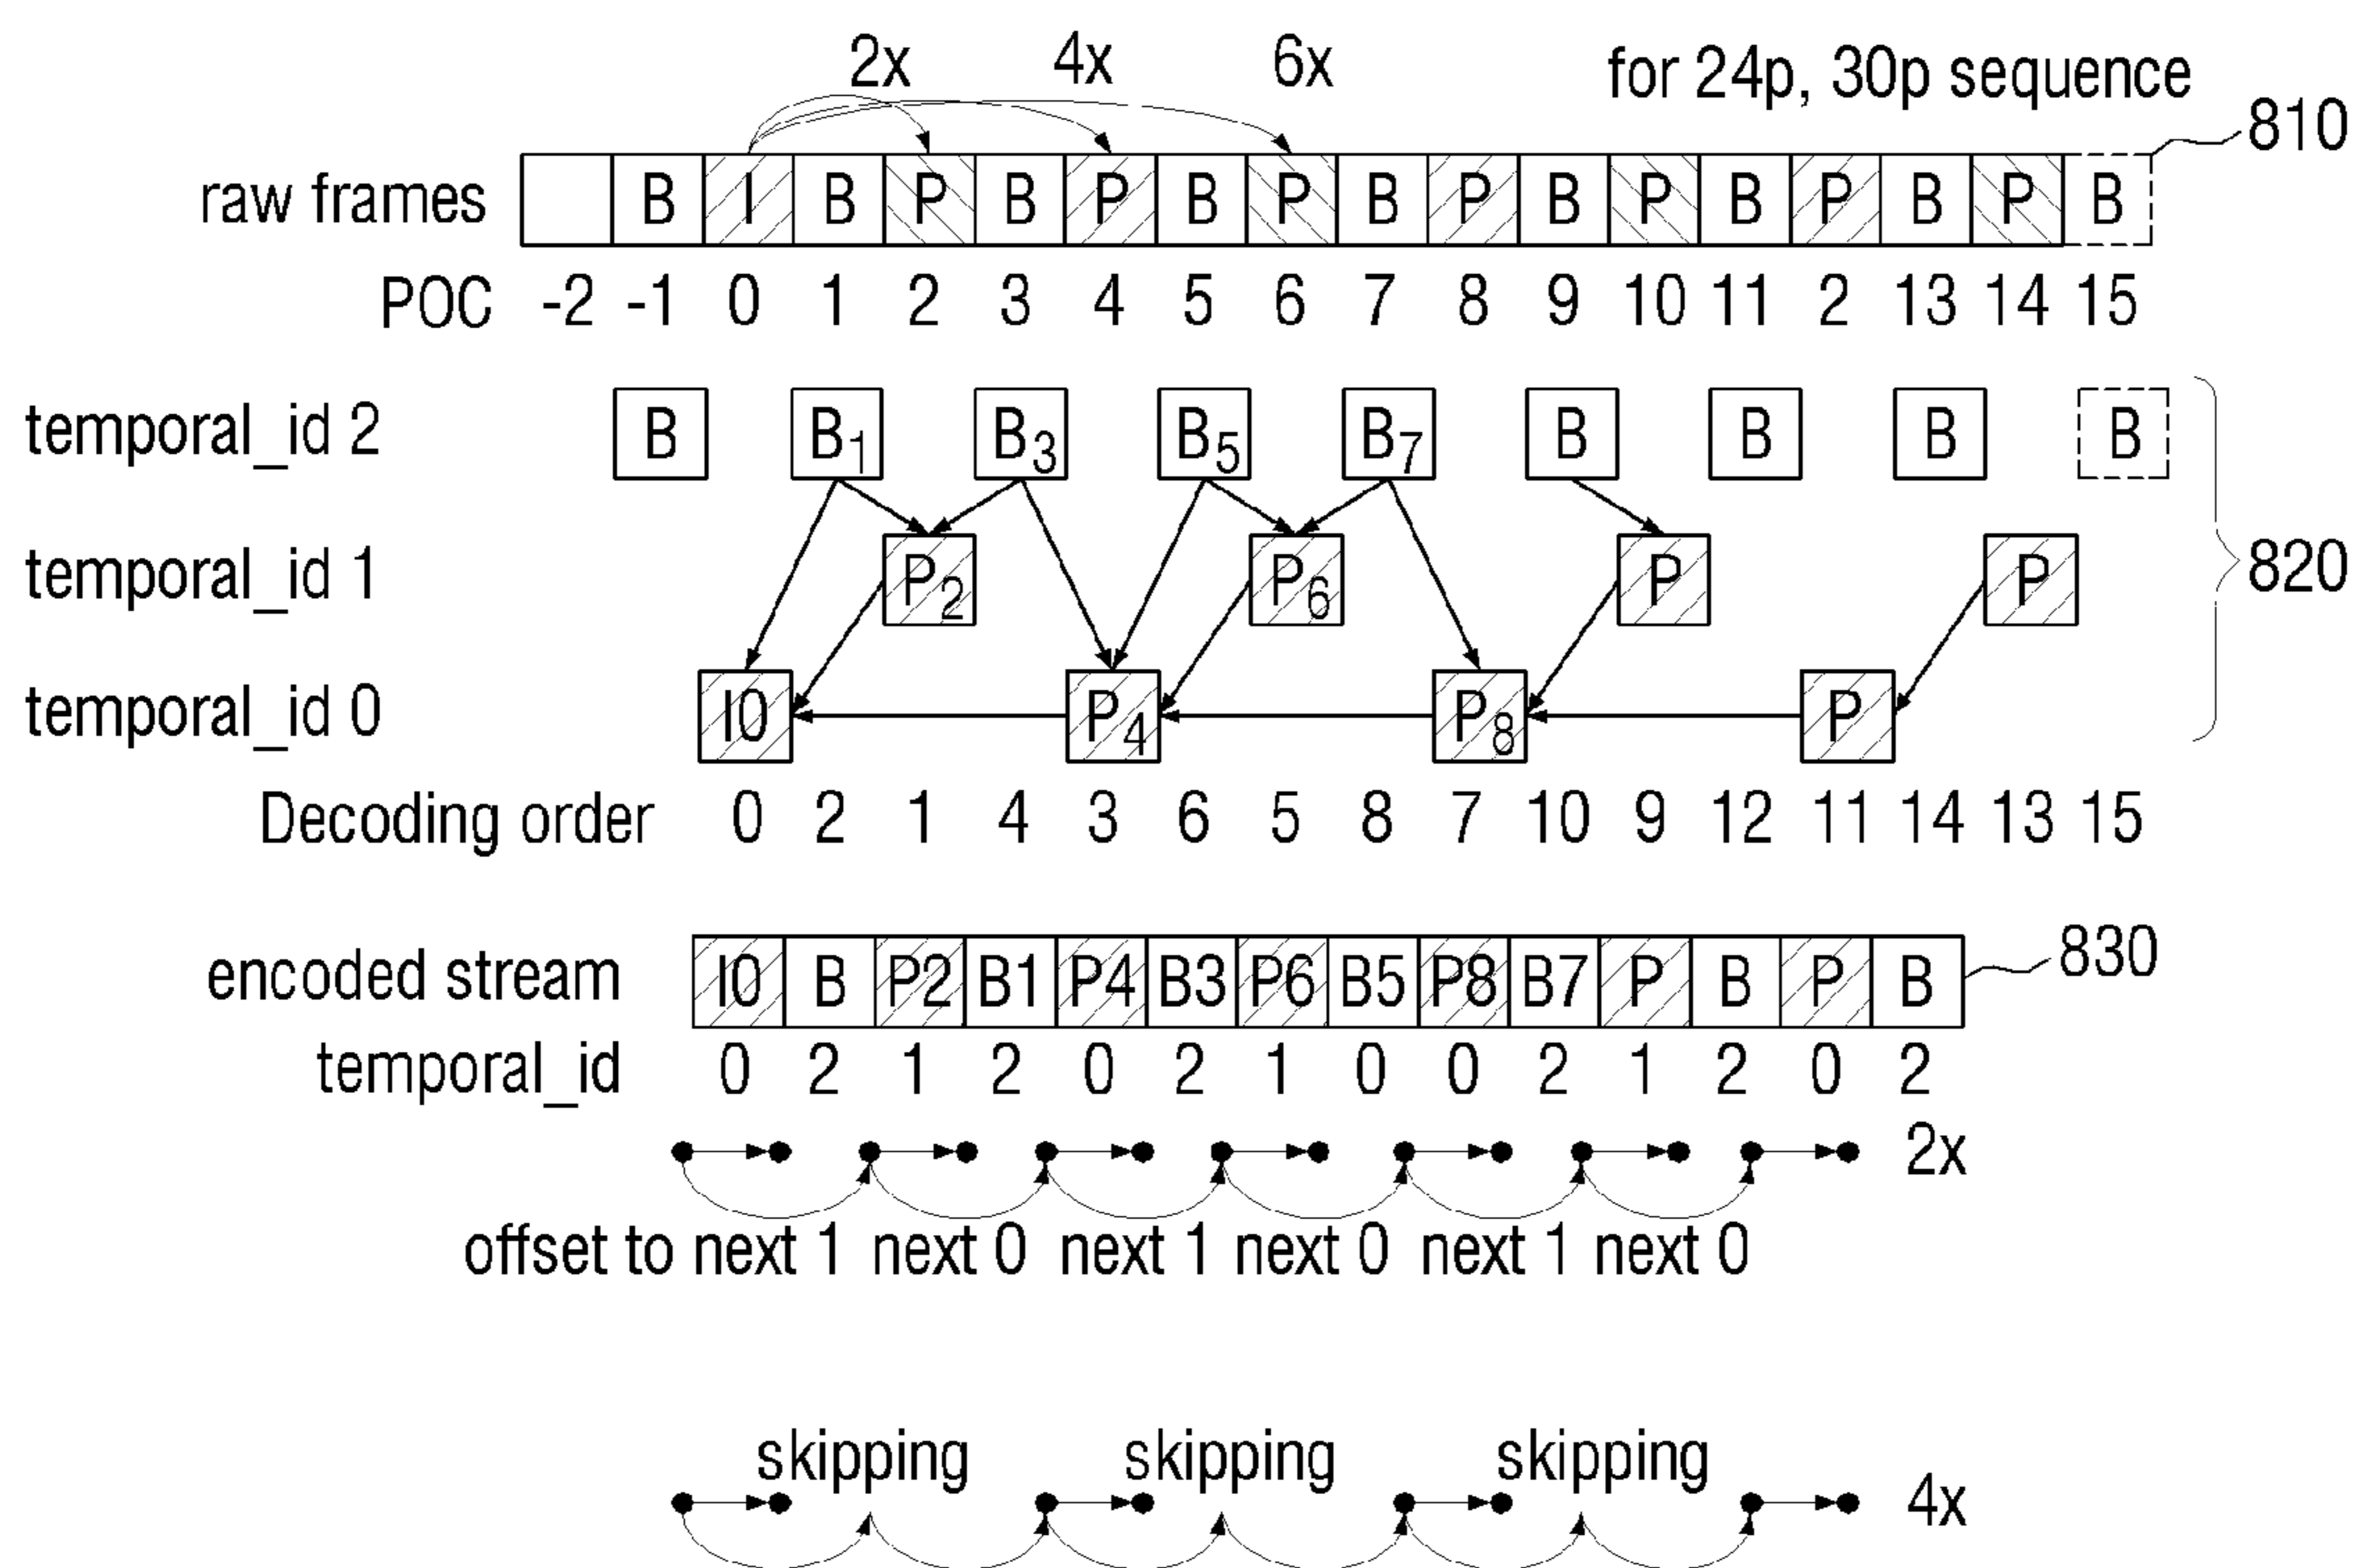 2x 4x 6x for 24p, 30p sequence
810
raw frames B I B P B P B P B P B P B P B P B
POC -2 -1 0 1 2 3 4 5 6 7 8 9 10 11 2 13 14 15
temporal_id 2 B B1 B3 B5 B7 B B B B
temporal_id 1 P2 P6 P P
820
temporal_id 0 I0 P4 P8 P
Decoding order 0 2 1 4 3 6 5 8 7 10 9 12 11 14 13 15
encoded stream I0 B P2 B1 P4 B3 P6 B5 P8 B7 P B P B
830
temporal_id 0 2 1 2 0 2 1 0 0 2 1 2 0 2
2x
offset to next 1 next 0 next 1 next 0 next 1 next 0
skipping skipping skipping
4x